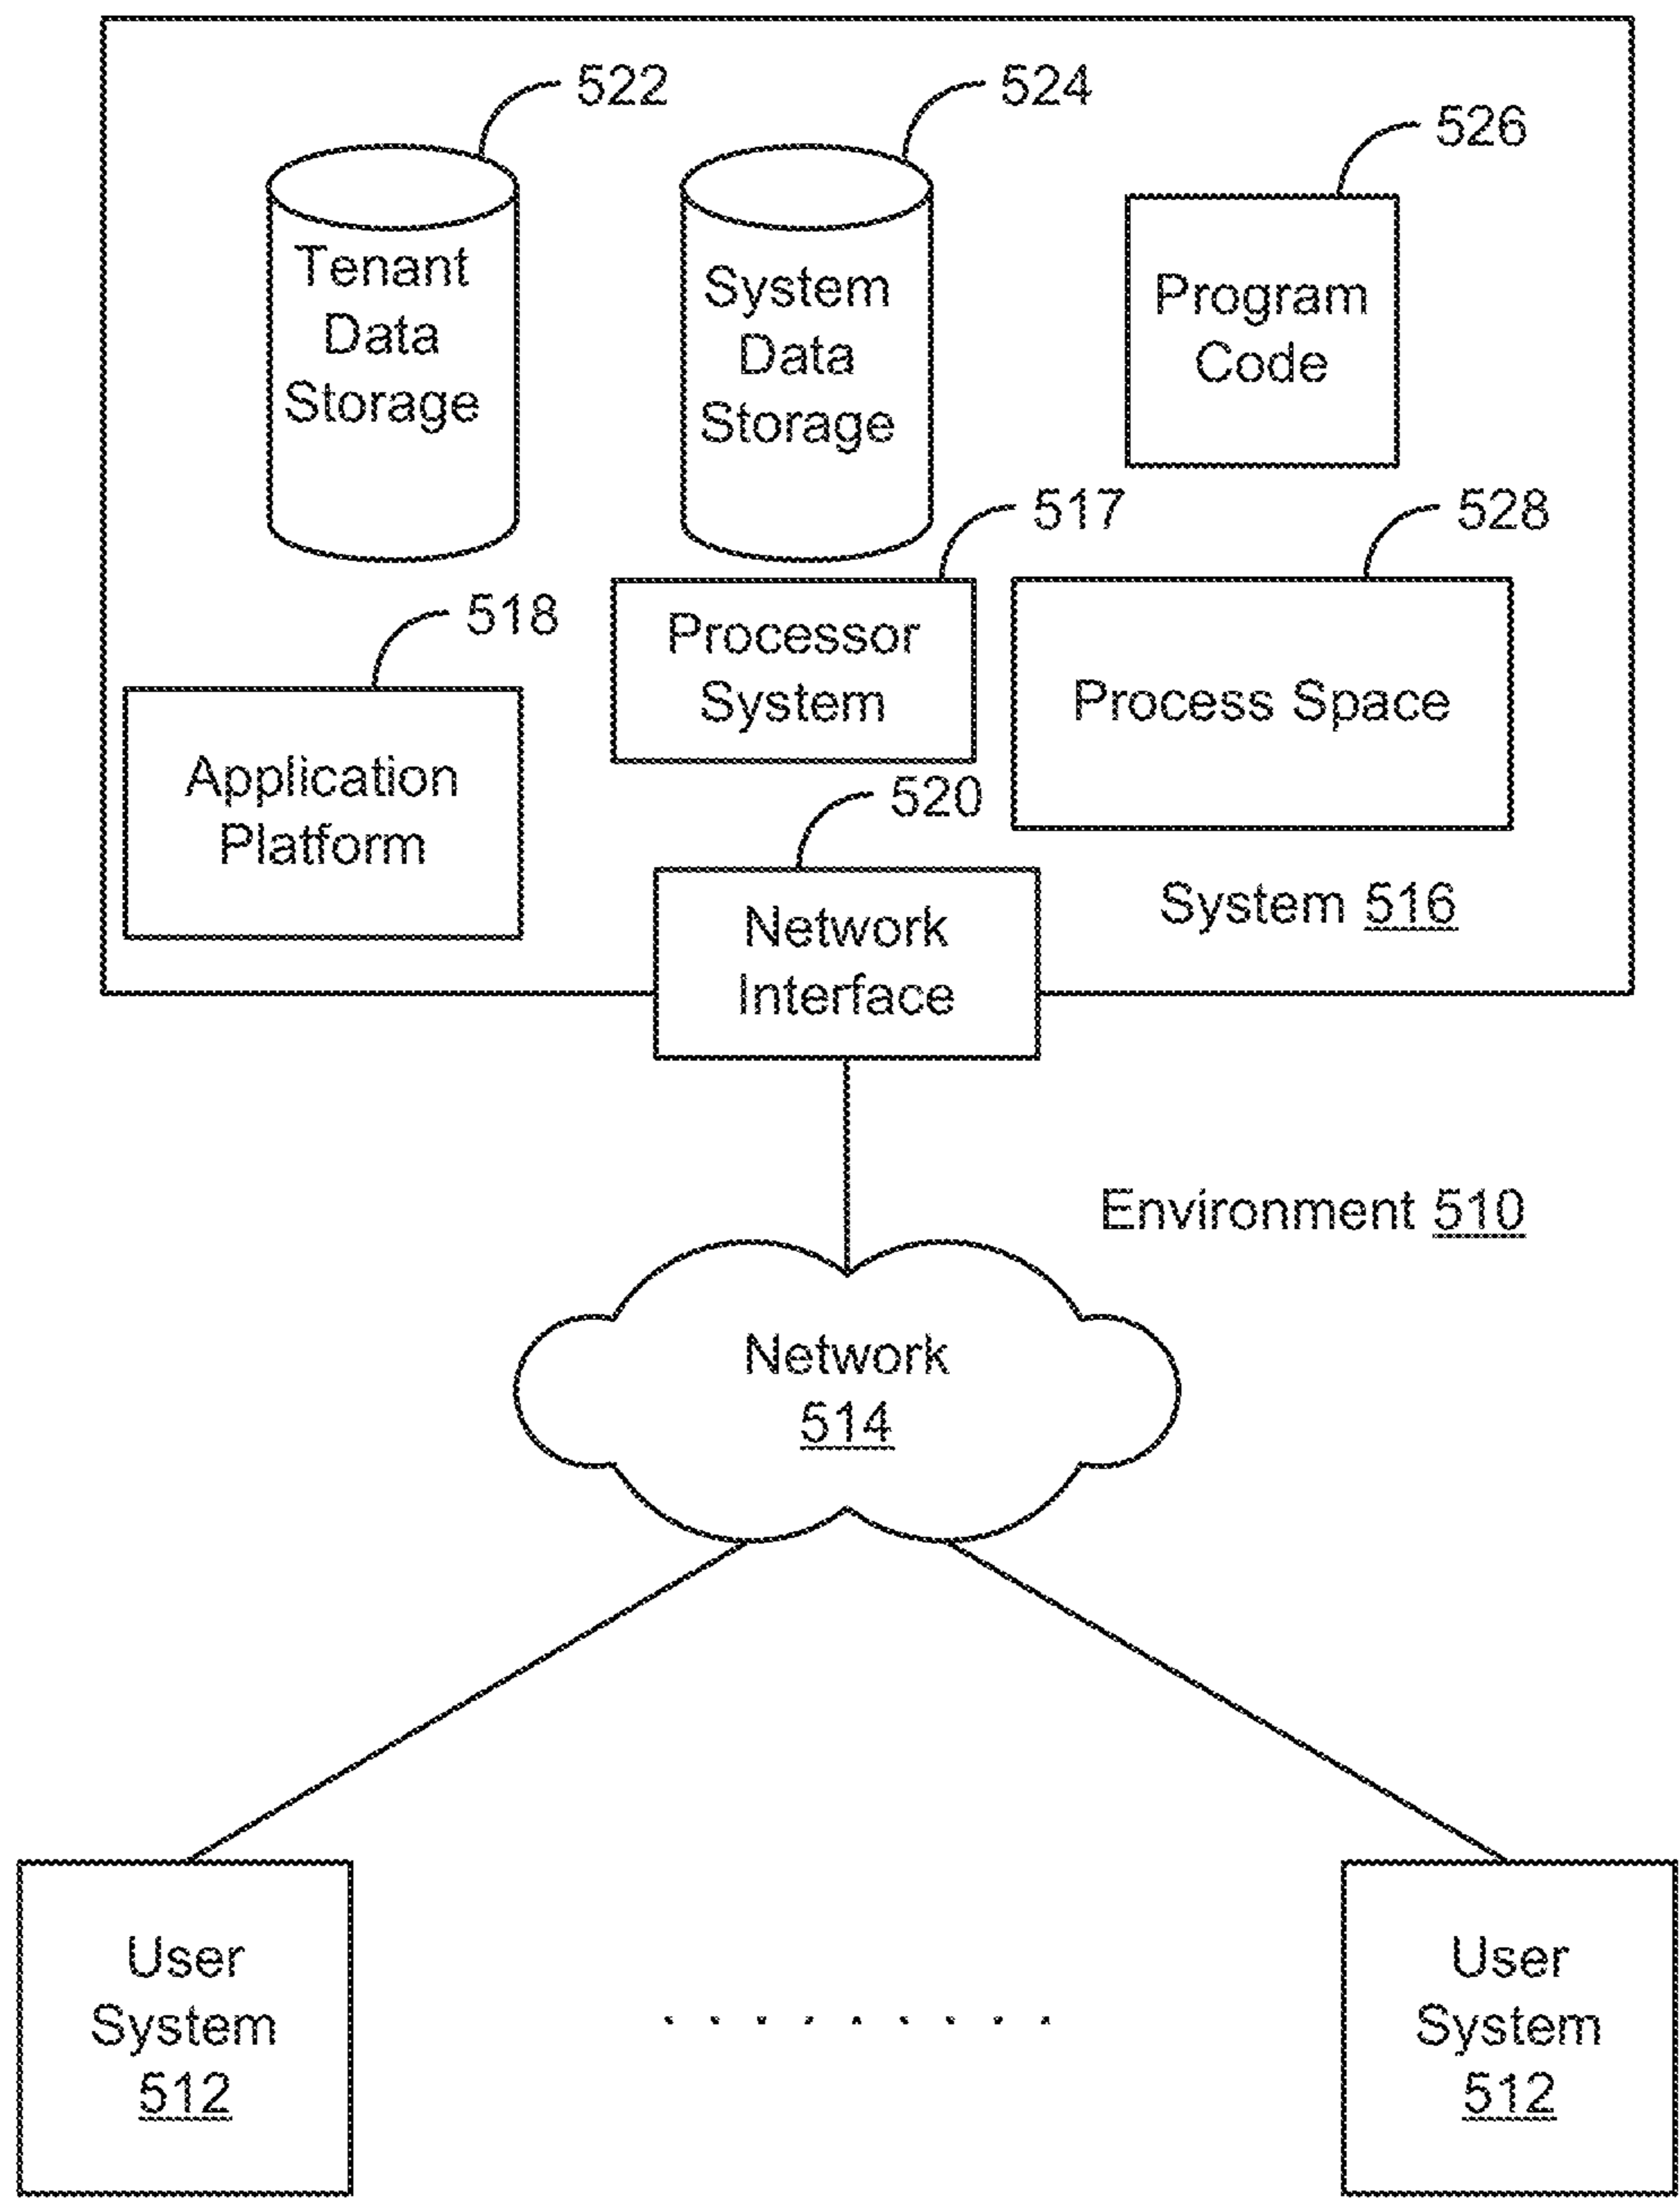 522
524
526
Tenant
Data
Storage
System
Data
Storage
Program
Code
517
528
518
Processor
System
Process Space
Application
Platform
520
System 516
Network
Interface
Environment 510
Network
514
User
System
512
User
System
512